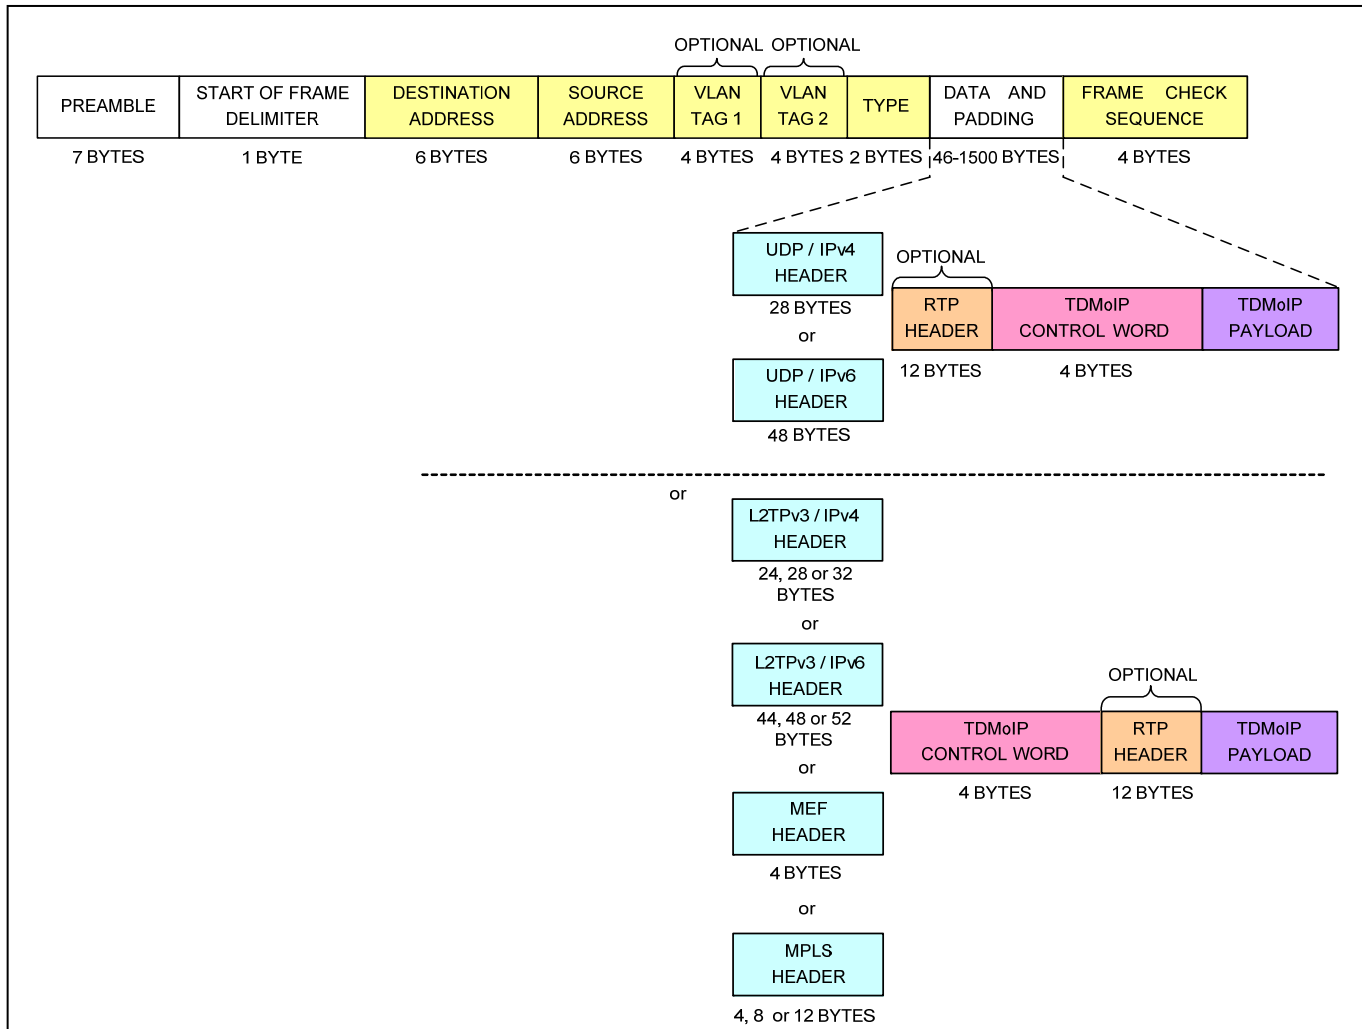 OPTIONAL OPTIONAL
PREAMBLE
START OF FRAME
DELIMITER
DESTINATION
ADDRESS
SOURCE
ADDRESS
VLAN
TAG 1
VLAN
TAG 2
TYPE
DATA AND
PADDING
FRAME CHECK
SEQUENCE
7 BYTES
1 BYTE
6 BYTES
6 BYTES
4 BYTES
4 BYTES
2 BYTES
46-1500 BYTES
4 BYTES
UDP / IPv4
HEADER
28 BYTES
or
UDP / IPv6
HEADER
48 BYTES
OPTIONAL
RTP
HEADER
TDMoIP
CONTROL WORD
TDMoIP
PAYLOAD
12 BYTES
4 BYTES
or
L2TPv3 / IPv4
HEADER
24, 28 or 32
BYTES
or
L2TPv3 / IPv6
HEADER
44, 48 or 52
BYTES
or
MEF
HEADER
4 BYTES
or
MPLS
HEADER
4, 8 or 12 BYTES
OPTIONAL
TDMoIP
CONTROL WORD
RTP
HEADER
TDMoIP
PAYLOAD
4 BYTES
12 BYTES